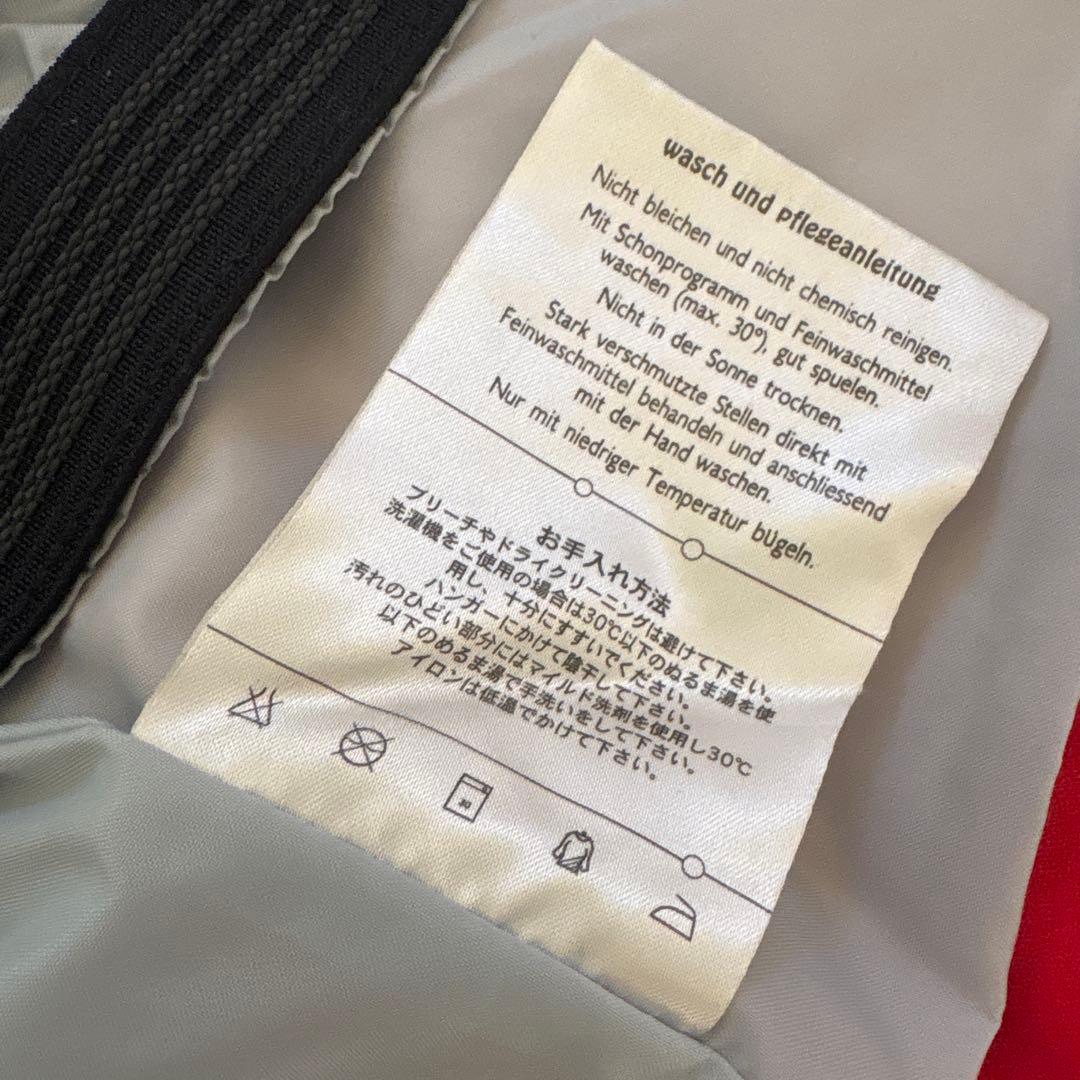 wasch und pflegeanleitung
Nicht bleichen und nicht chemisch reinigen.
Mit Schonprogramm und Feinwaschmittel
waschen (max. 30°), gut spuelen.
Nicht in der Sonne trocknen.
Stark verschmutzte Stellen direkt mit
Feinwaschmittel behandeln und anschliessend
mit der Hand waschen.
Nur mit niedriger Temperatur bügeln.
お手入れ方法
ブリーチやドライクリーニングは避けて下さい。
洗濯機をご使用の場合は30℃以下のぬるま湯を使
用し、十分にすすいでください。
ハンガーにかけて陰干して下さい。
汚れのひどい部分にはマイルド洗剤を使用し30℃
以下のめるま湯で手洗いをして下さい。
アイロンは低温でかけて下さい。
30